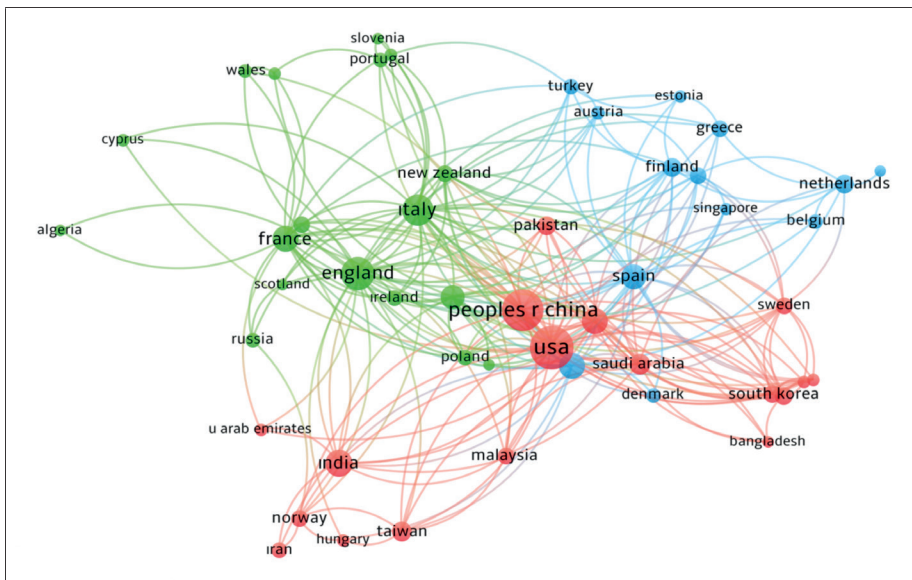 slovenia
portugal
wales
turkey
estonia
austria
greece
cyprus
new zealand
finland
netherlands
singapore
italy
pakistan
belgium
algeria
france
england
scotland
ireland
spain
peoples r china
sweden
russia
usa
poland
saudi arabia
denmark
south korea
u arab emirates
bangladesh
india
malaysia
norway
taiwan
hungary
iran